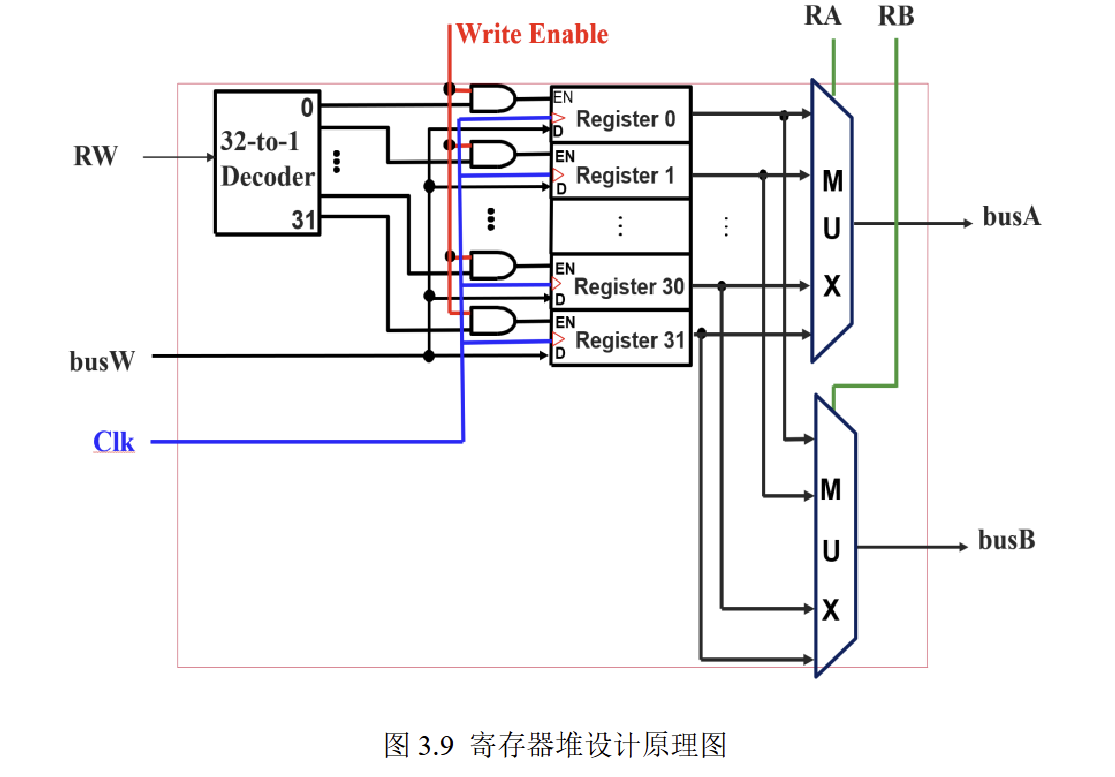 RA RB
Write Enable
0
32-to-1
Decoder
31
RW
EN
D
Register 0
EN
D
Register 1
EN
D
Register 30
EN
D
Register 31
busW
Clk
M
U
X
busA
M
U
X
busB
图 3.9 寄存器堆设计原理图